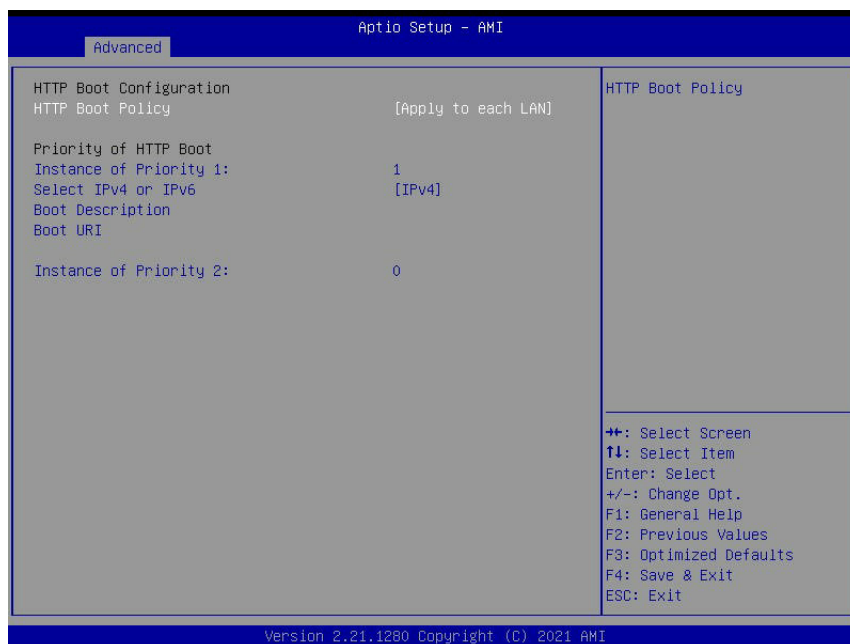 Aptio Setup – AMI
Advanced
HTTP Boot Configuration
HTTP Boot Policy [Apply to each LAN]
Priority of HTTP Boot
Instance of Priority 1: 1
Select IPv4 or IPv6 [IPv4]
Boot Description
Boot URI
Instance of Priority 2: 0
HTTP Boot Policy
→←: Select Screen
↑↓: Select Item
Enter: Select
+/-: Change Opt.
F1: General Help
F2: Previous Values
F3: Optimized Defaults
F4: Save & Exit
ESC: Exit
Version 2.21.1280 Copyright (C) 2021 AMI